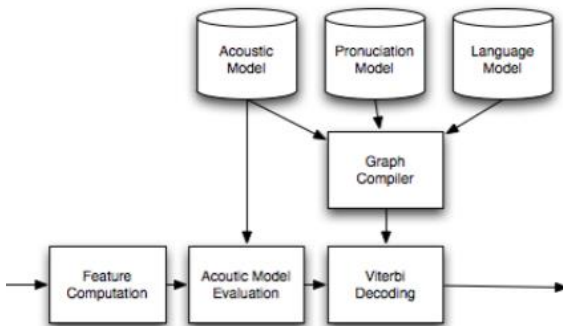 Acoustic
Model
Pronuciation
Model
Language
Model
Graph
Compiler
Feature
Computation
Acoutic Model
Evaluation
Viterbi
Decoding